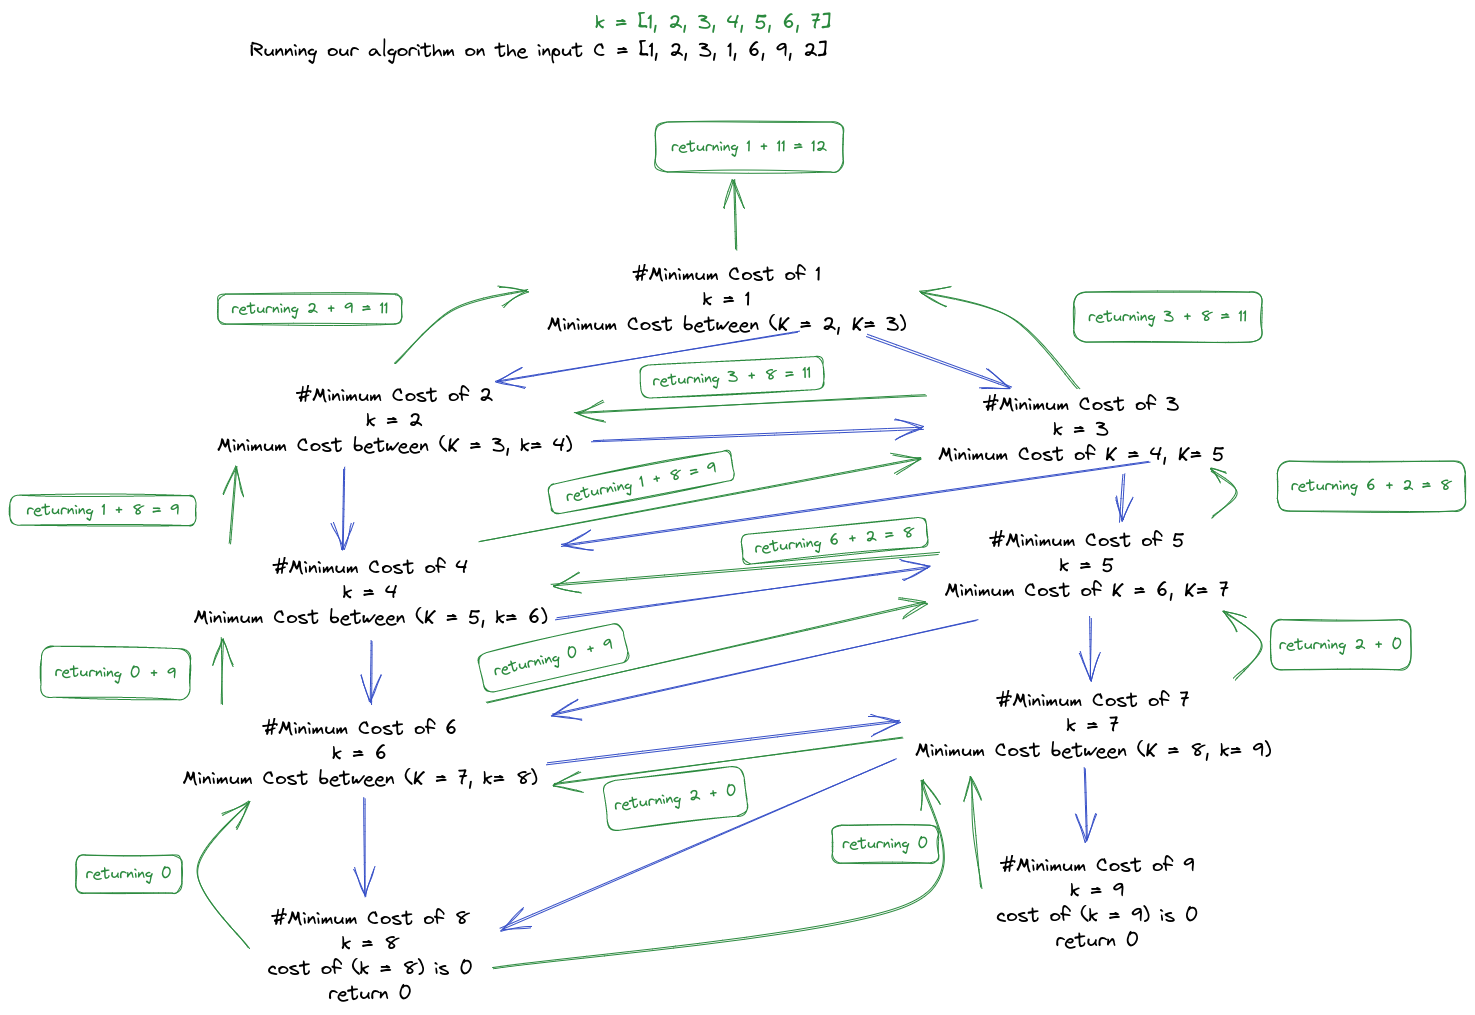 k = [1, 2, 3, 4, 5, 6, 7]
Running our algorithm on the input C = [1, 2, 3, 1, 6, 9, 2]
returning 1 + 11 = 12
#Minimum Cost of 1
k = 1
Minimum Cost between (K = 2, K= 3)
returning 2 + 9 = 11
returning 3 + 8 = 11
returning 3 + 8 = 11
#Minimum Cost of 2
k = 2
Minimum Cost between (K = 3, k= 4)
#Minimum Cost of 3
k = 3
Minimum Cost of K = 4, K= 5
returning 1 + 8 = 9
returning 1 + 8 = 9
returning 6 + 2 = 8
returning 6 + 2 = 8
#Minimum Cost of 4
k = 4
Minimum Cost between (K = 5, k= 6)
#Minimum Cost of 5
k = 5
Minimum Cost of K = 6, K= 7
returning 0 + 9
returning 0 + 9
returning 2 + 0
#Minimum Cost of 6
k = 6
Minimum Cost between (K = 7, k= 8)
#Minimum Cost of 7
k = 7
Minimum Cost between (K = 8, k= 9)
returning 2 + 0
returning 0
returning 0
#Minimum Cost of 8
k = 8
cost of (k = 8) is 0
return 0
#Minimum Cost of 9
k = 9
cost of (k = 9) is 0
return 0